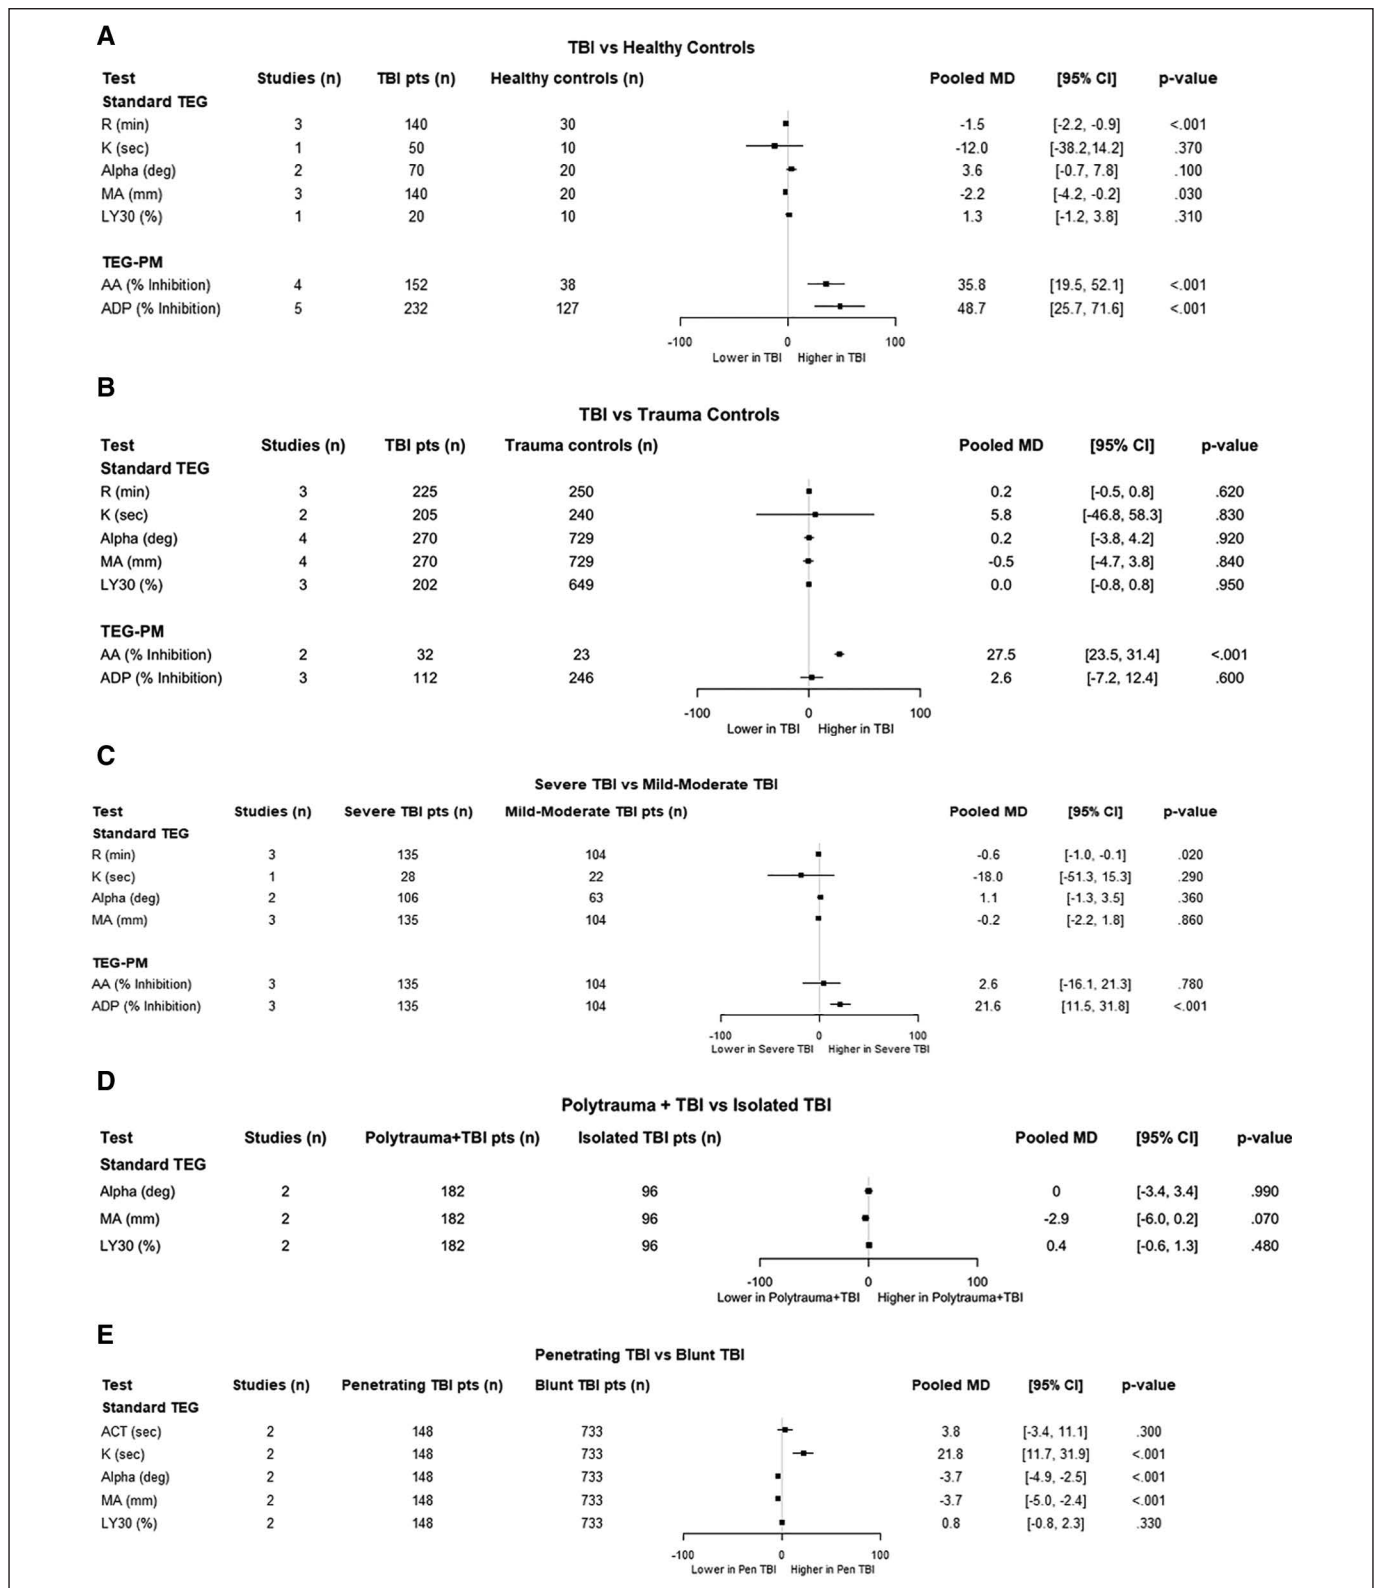 A
TBI vs Healthy Controls
Test Studies (n) TBI pts (n) Healthy controls (n) Pooled MD [95% CI] p-value
Standard TEG
R (min) 3 140 30 -1.5 [-2.2, -0.9] <.001
K (sec) 1 50 10 -12.0 [-38.2,14.2] .370
Alpha (deg) 2 70 20 3.6 [-0.7, 7.8] .100
MA (mm) 3 140 20 -2.2 [-4.2, -0.2] .030
LY30 (%) 1 20 10 1.3 [-1.2, 3.8] .310
TEG-PM
AA (% Inhibition) 4 152 38 35.8 [19.5, 52.1] <.001
ADP (% Inhibition) 5 232 127 48.7 [25.7, 71.6] <.001
-100 0 100
Lower in TBI Higher in TBI
B
TBI vs Trauma Controls
Test Studies (n) TBI pts (n) Trauma controls (n) Pooled MD [95% CI] p-value
Standard TEG
R (min) 3 225 250 0.2 [-0.5, 0.8] .620
K (sec) 2 205 240 5.8 [-46.8, 58.3] .830
Alpha (deg) 4 270 729 0.2 [-3.8, 4.2] .920
MA (mm) 4 270 729 -0.5 [-4.7, 3.8] .840
LY30 (%) 3 202 649 0.0 [-0.8, 0.8] .950
TEG-PM
AA (% Inhibition) 2 32 23 27.5 [23.5, 31.4] <.001
ADP (% Inhibition) 3 112 246 2.6 [-7.2, 12.4] .600
-100 0 100
Lower in TBI Higher in TBI
C
Severe TBI vs Mild-Moderate TBI
Test Studies (n) Severe TBI pts (n) Mild-Moderate TBI pts (n) Pooled MD [95% CI] p-value
Standard TEG
R (min) 3 135 104 -0.6 [-1.0, -0.1] .020
K (sec) 1 28 22 -18.0 [-51.3, 15.3] .290
Alpha (deg) 2 106 63 1.1 [-1.3, 3.5] .360
MA (mm) 3 135 104 -0.2 [-2.2, 1.8] .860
TEG-PM
AA (% Inhibition) 3 135 104 2.6 [-16.1, 21.3] .780
ADP (% Inhibition) 3 135 104 21.6 [11.5, 31.8] <.001
-100 0 100
Lower in Severe TBI Higher in Severe TBI
D
Polytrauma + TBI vs Isolated TBI
Test Studies (n) Polytrauma+TBI pts (n) Isolated TBI pts (n) Pooled MD [95% CI] p-value
Standard TEG
Alpha (deg) 2 182 96 0 [-3.4, 3.4] .990
MA (mm) 2 182 96 -2.9 [-6.0, 0.2] .070
LY30 (%) 2 182 96 0.4 [-0.6, 1.3] .480
-100 0 100
Lower in Polytrauma+TBI Higher in Polytrauma+TBI
E
Penetrating TBI vs Blunt TBI
Test Studies (n) Penetrating TBI pts (n) Blunt TBI pts (n) Pooled MD [95% CI] p-value
Standard TEG
ACT (sec) 2 148 733 3.8 [-3.4, 11.1] .300
K (sec) 2 148 733 21.8 [11.7, 31.9] <.001
Alpha (deg) 2 148 733 -3.7 [-4.9, -2.5] <.001
MA (mm) 2 148 733 -3.7 [-5.0, -2.4] <.001
LY30 (%) 2 148 733 0.8 [-0.8, 2.3] .330
-100 0 100
Lower in Pen TBI Higher in Pen TBI